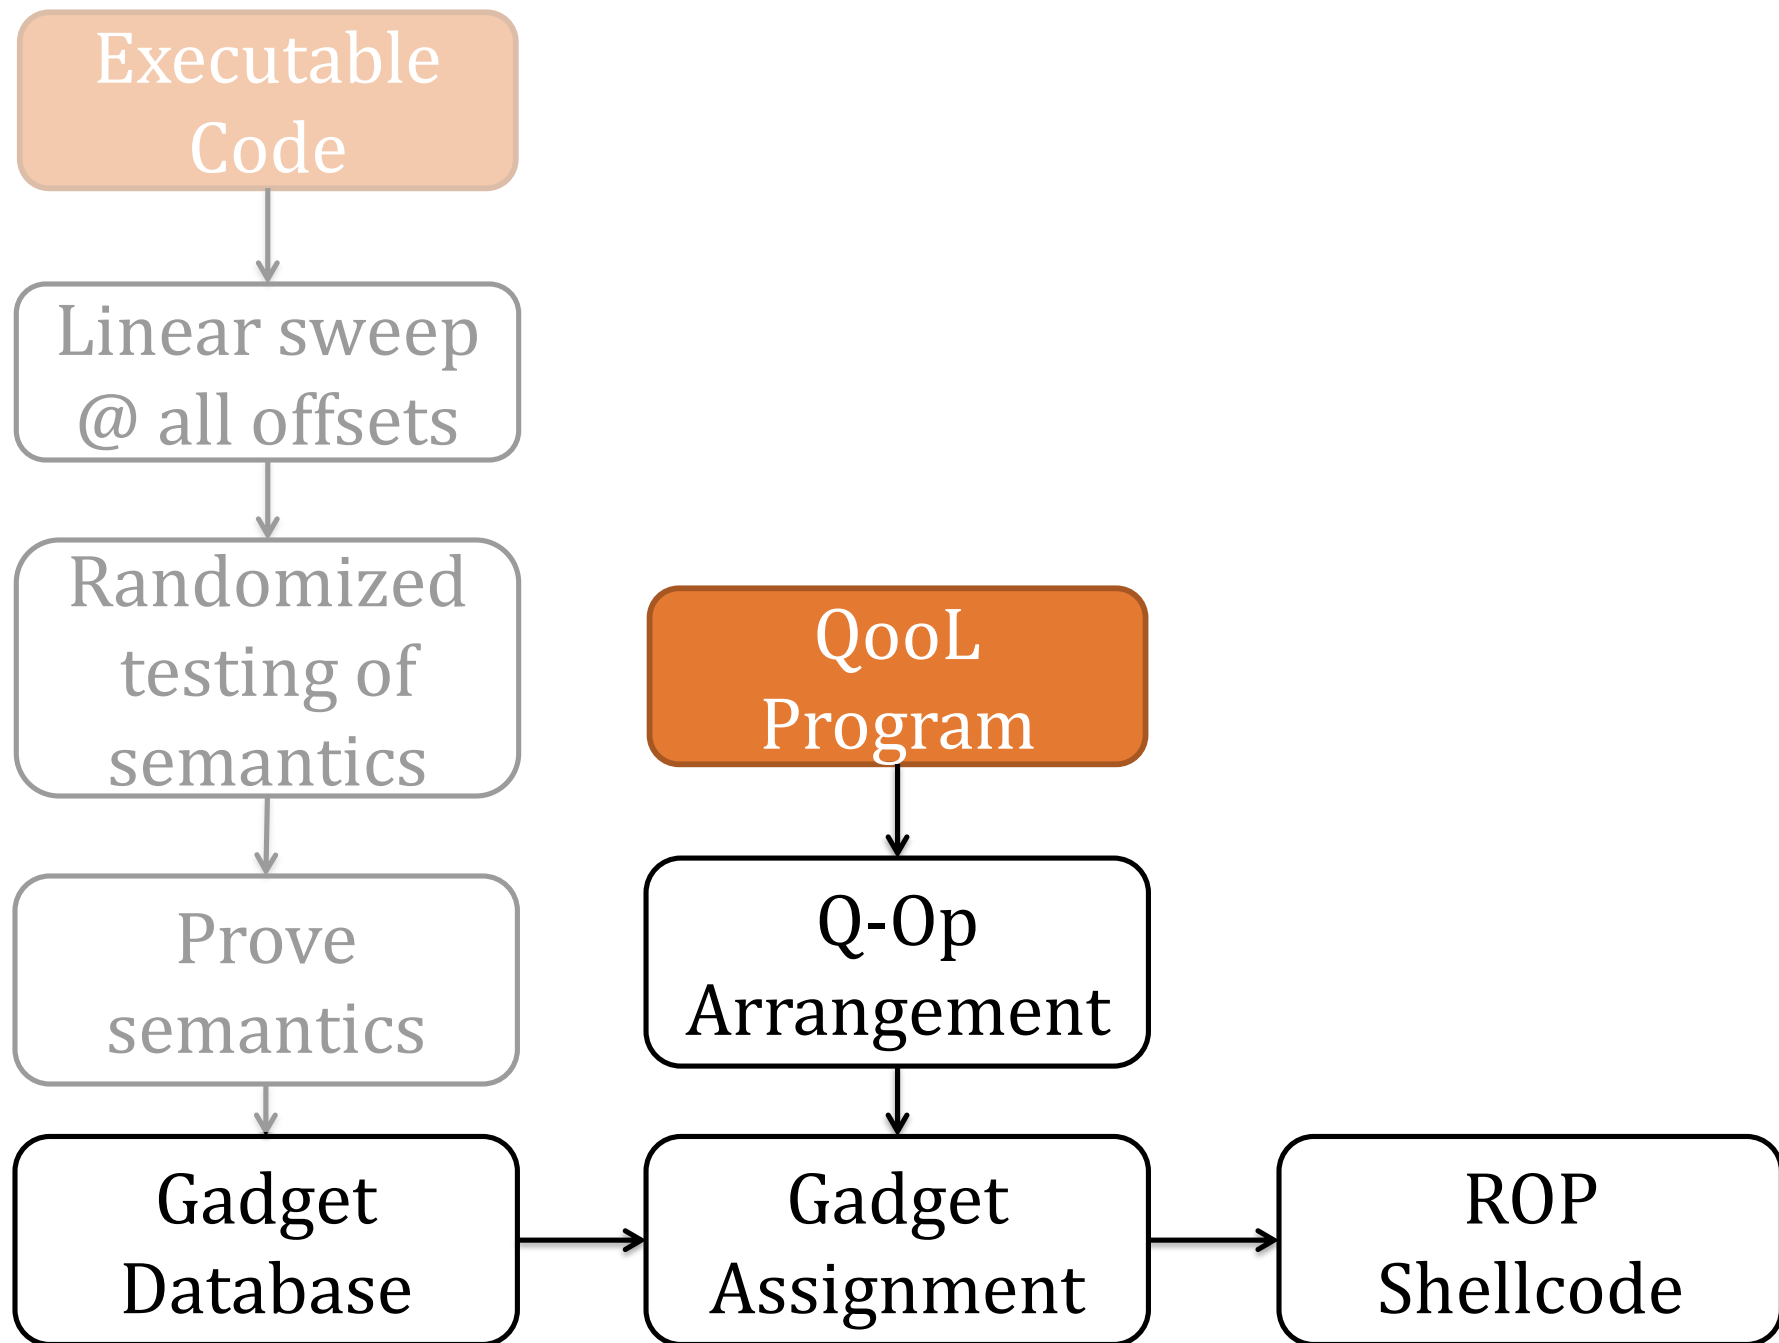 Executable
Code
Linear sweep
@ all offsets
Randomized
testing of
semantics
Prove
semantics
Gadget
Database
QooL
Program
Q-Op
Arrangement
Gadget
Assignment
ROP
Shellcode